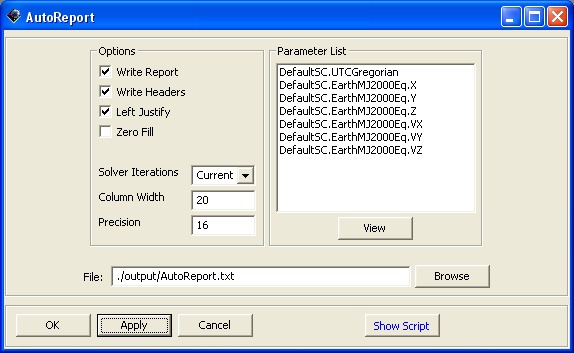 AutoReport
Options
Write Report
Write Headers
Left Justify
Zero Fill
Solver Iterations Current
Column Width 20
Precision 16
Parameter List
DefaultSC.UTCGregorian
DefaultSC.EarthMJ2000Eq.X
DefaultSC.EarthMJ2000Eq.Y
DefaultSC.EarthMJ2000Eq.Z
DefaultSC.EarthMJ2000Eq.VX
DefaultSC.EarthMJ2000Eq.VY
DefaultSC.EarthMJ2000Eq.VZ
View
File: ./output/AutoReport.txt Browse
OK Apply Cancel Show Script